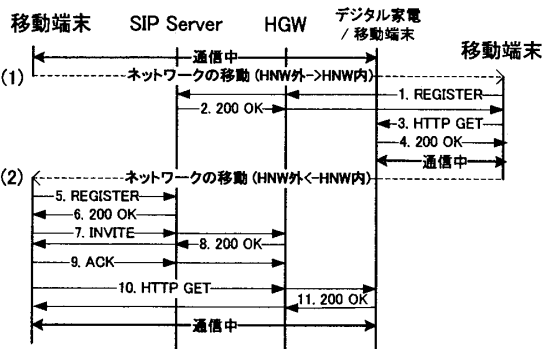 移動端末 SIP Server HGW デジタル家電
/ 移動端末
移動端末
通信中
(1) ネットワークの移動 (HNW外->HNW内)
1. REGISTER
2. 200 OK
3. HTTP GET
4. 200 OK
通信中
(2) ネットワークの移動 (HNW外<-HNW内)
5. REGISTER
6. 200 OK
7. INVITE
8. 200 OK
9. ACK
10. HTTP GET
11. 200 OK
通信中